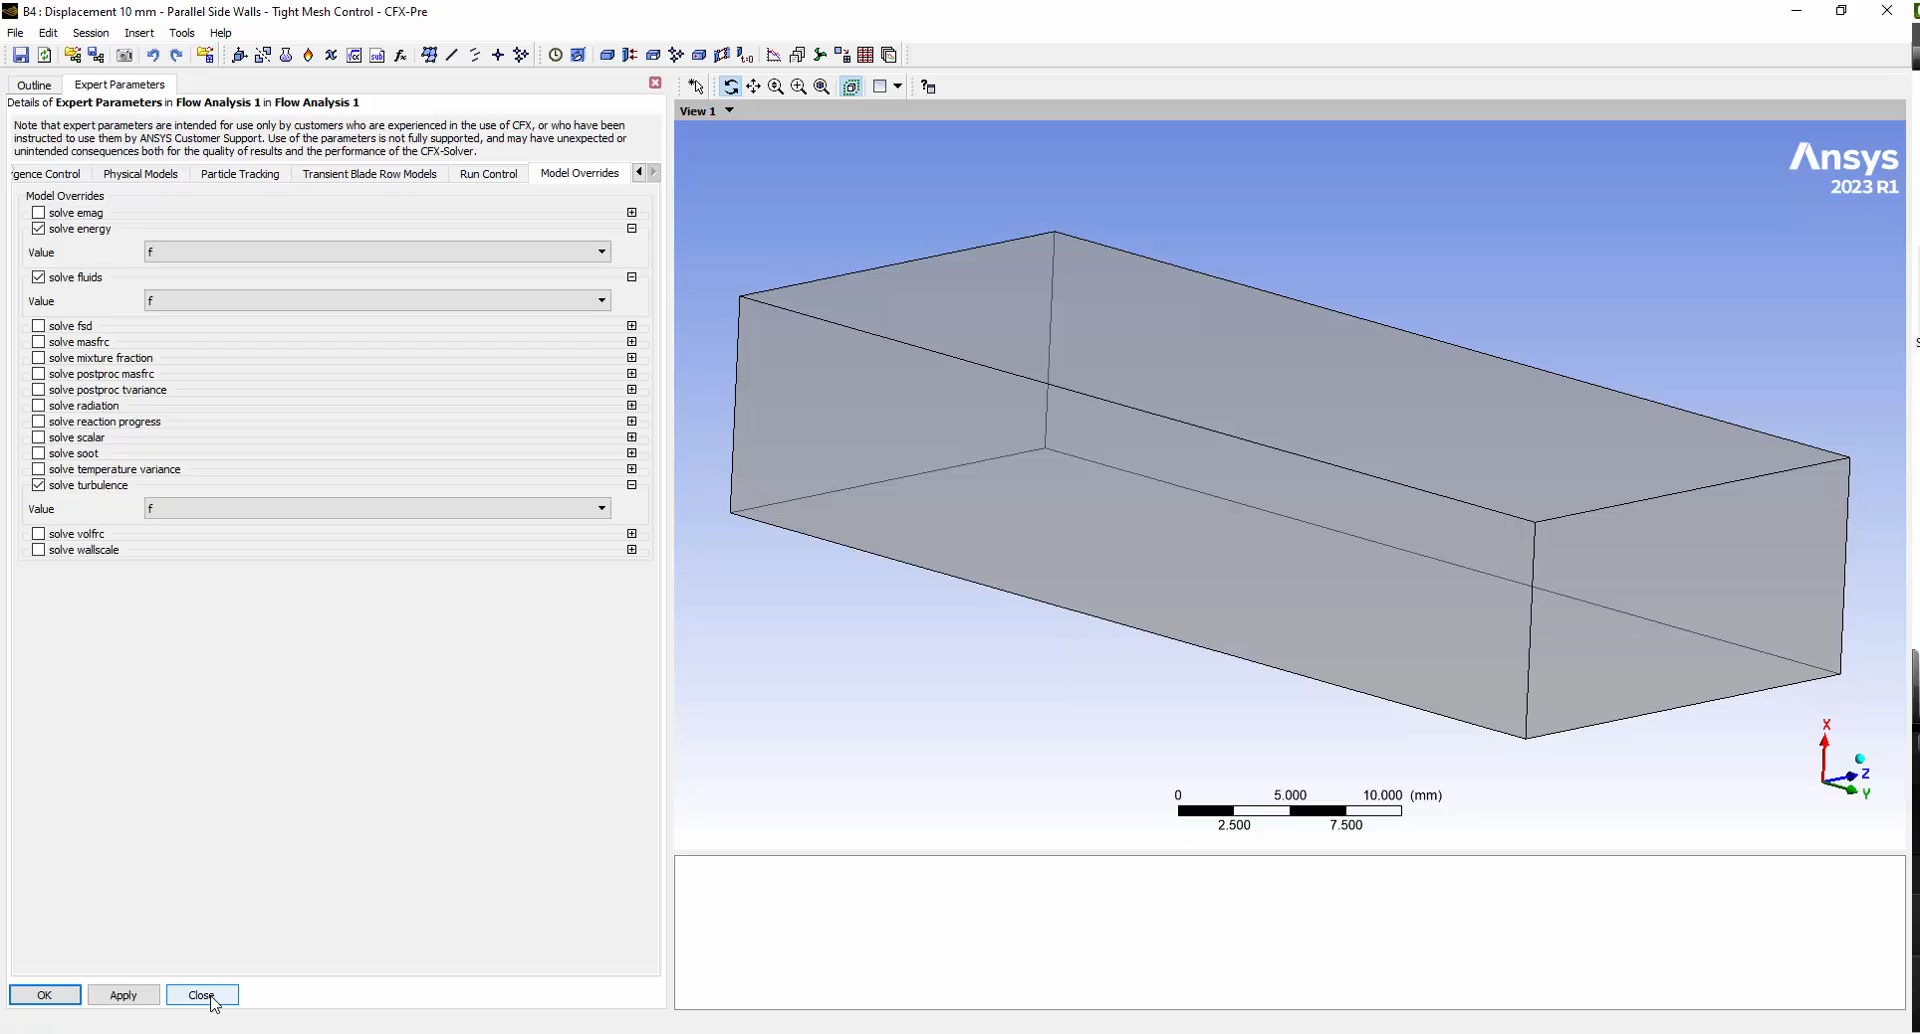 B4 : Displacement 10 mm - Parallel Side Walls - Tight Mesh Control - CFX-Pre
File Edit Session Insert Tools Help
Outline Expert Parameters
Details of Expert Parameters in Flow Analysis 1 in Flow Analysis 1
Note that expert parameters are intended for use only by customers who are experienced in the use of CFX, or who have been
instructed to use them by ANSYS Customer Support. Use of the parameters is not fully supported, and may have unexpected or
unintended consequences both for the quality of results and the performance of the CFX-Solver.
gence Control Physical Models Particle Tracking Transient Blade Row Models Run Control Model Overrides
Model Overrides
solve emag
solve energy
Value f
solve fluids
Value f
solve fsd
solve masfrc
solve mixture fraction
solve postproc masfrc
solve postproc tvariance
solve radiation
solve reaction progress
solve scalar
solve soot
solve temperature variance
solve turbulence
Value f
solve volfrc
solve wallscale
OK Apply Close
View 1
Ansys
2023 R1
X
Z
Y
0 5.000 10.000 (mm)
2.500 7.500